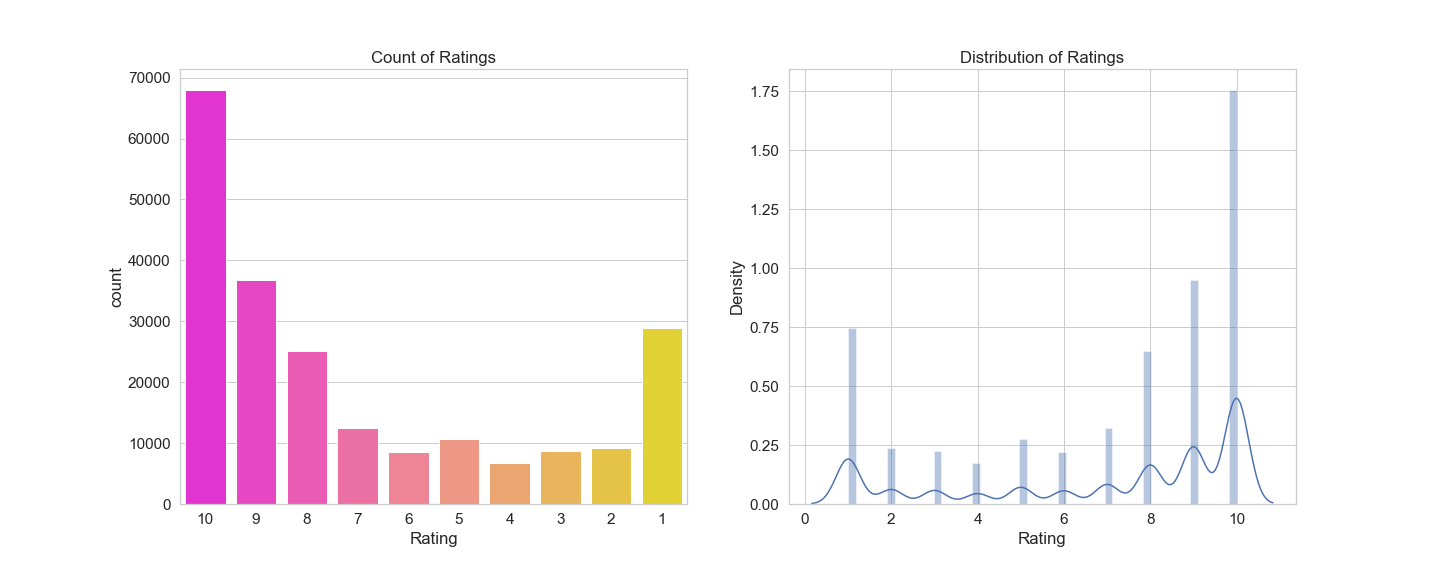 Count of Ratings
70000
60000
50000
40000
30000
20000
10000
0
count
10 9 8 7 6 5 4 3 2 1
Rating
Distribution of Ratings
1.75
1.50
1.25
1.00
0.75
0.50
0.25
0.00
Density
0 2 4 6 8 10
Rating